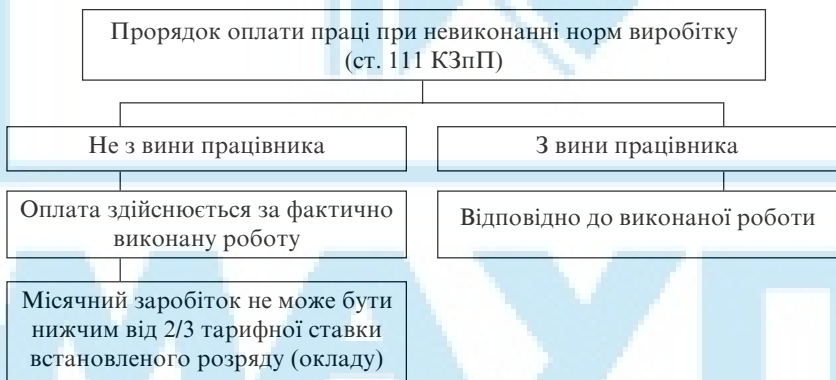 Прорядок оплати праці при невиконанні норм виробітку
(ст. 111 КЗпП)
Не з вини працівника
З вини працівника
Оплата здійснюється за фактично
виконану роботу
Відповідно до виконаної роботи
Місячний заробіток не може бути
нижчим від 2/3 тарифної ставки
встановленого розряду (окладу)
МАУП